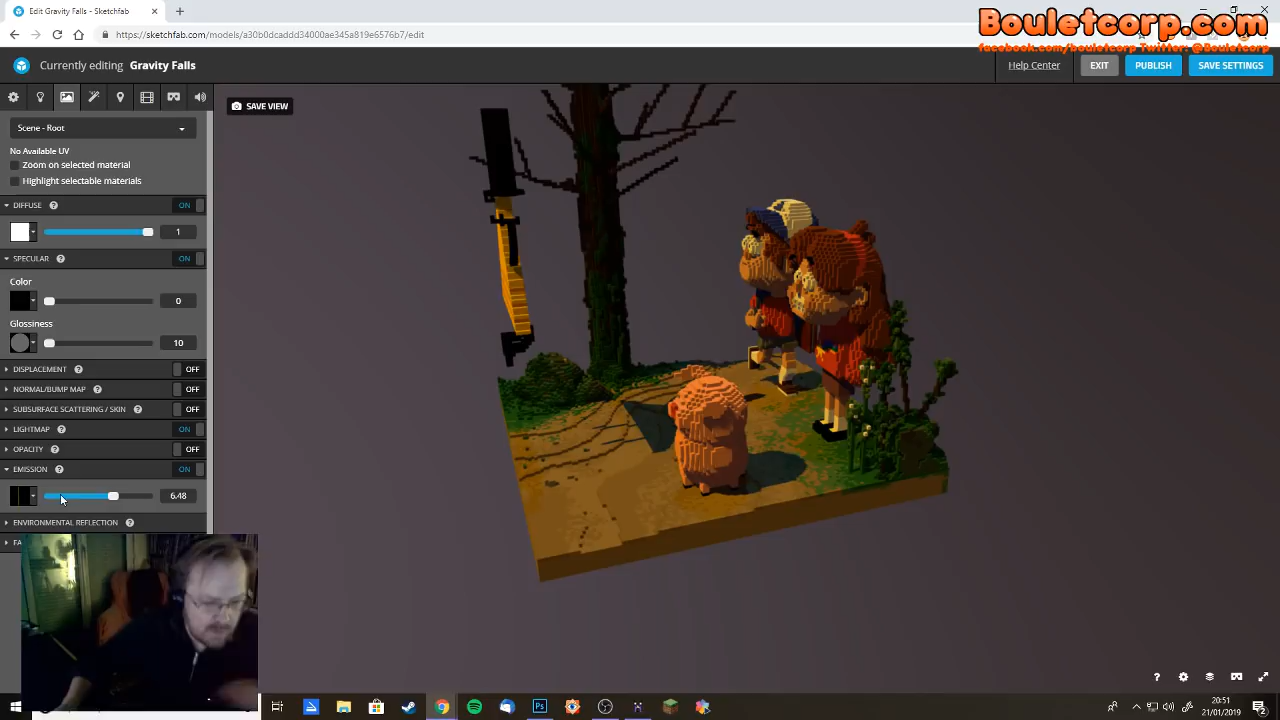 Edit Gravity Falls - Sketchfab
https://sketchfab.com/models/a30b0dcab3d34000ae345a819e6576b7/edit
Bouletcorp.com
facebook.com/bouletcorp Twitter: @Bouletcorp
Currently editing Gravity Falls
Help Center
EXIT
PUBLISH
SAVE SETTINGS
SAVE VIEW
Scene - Root
No Available UV
Zoom on selected material
Highlight selectable materials
DIFFUSE ? ON
1
SPECULAR ? ON
Color
0
Glossiness
10
DISPLACEMENT ? OFF
NORMAL/BUMP MAP ? OFF
SUBSURFACE SCATTERING / SKIN ? OFF
LIGHTMAP ? ON
OPACITY ? OFF
EMISSION ? ON
6.48
ENVIRONMENTAL REFLECTION ?
?
20:51
21/01/2019